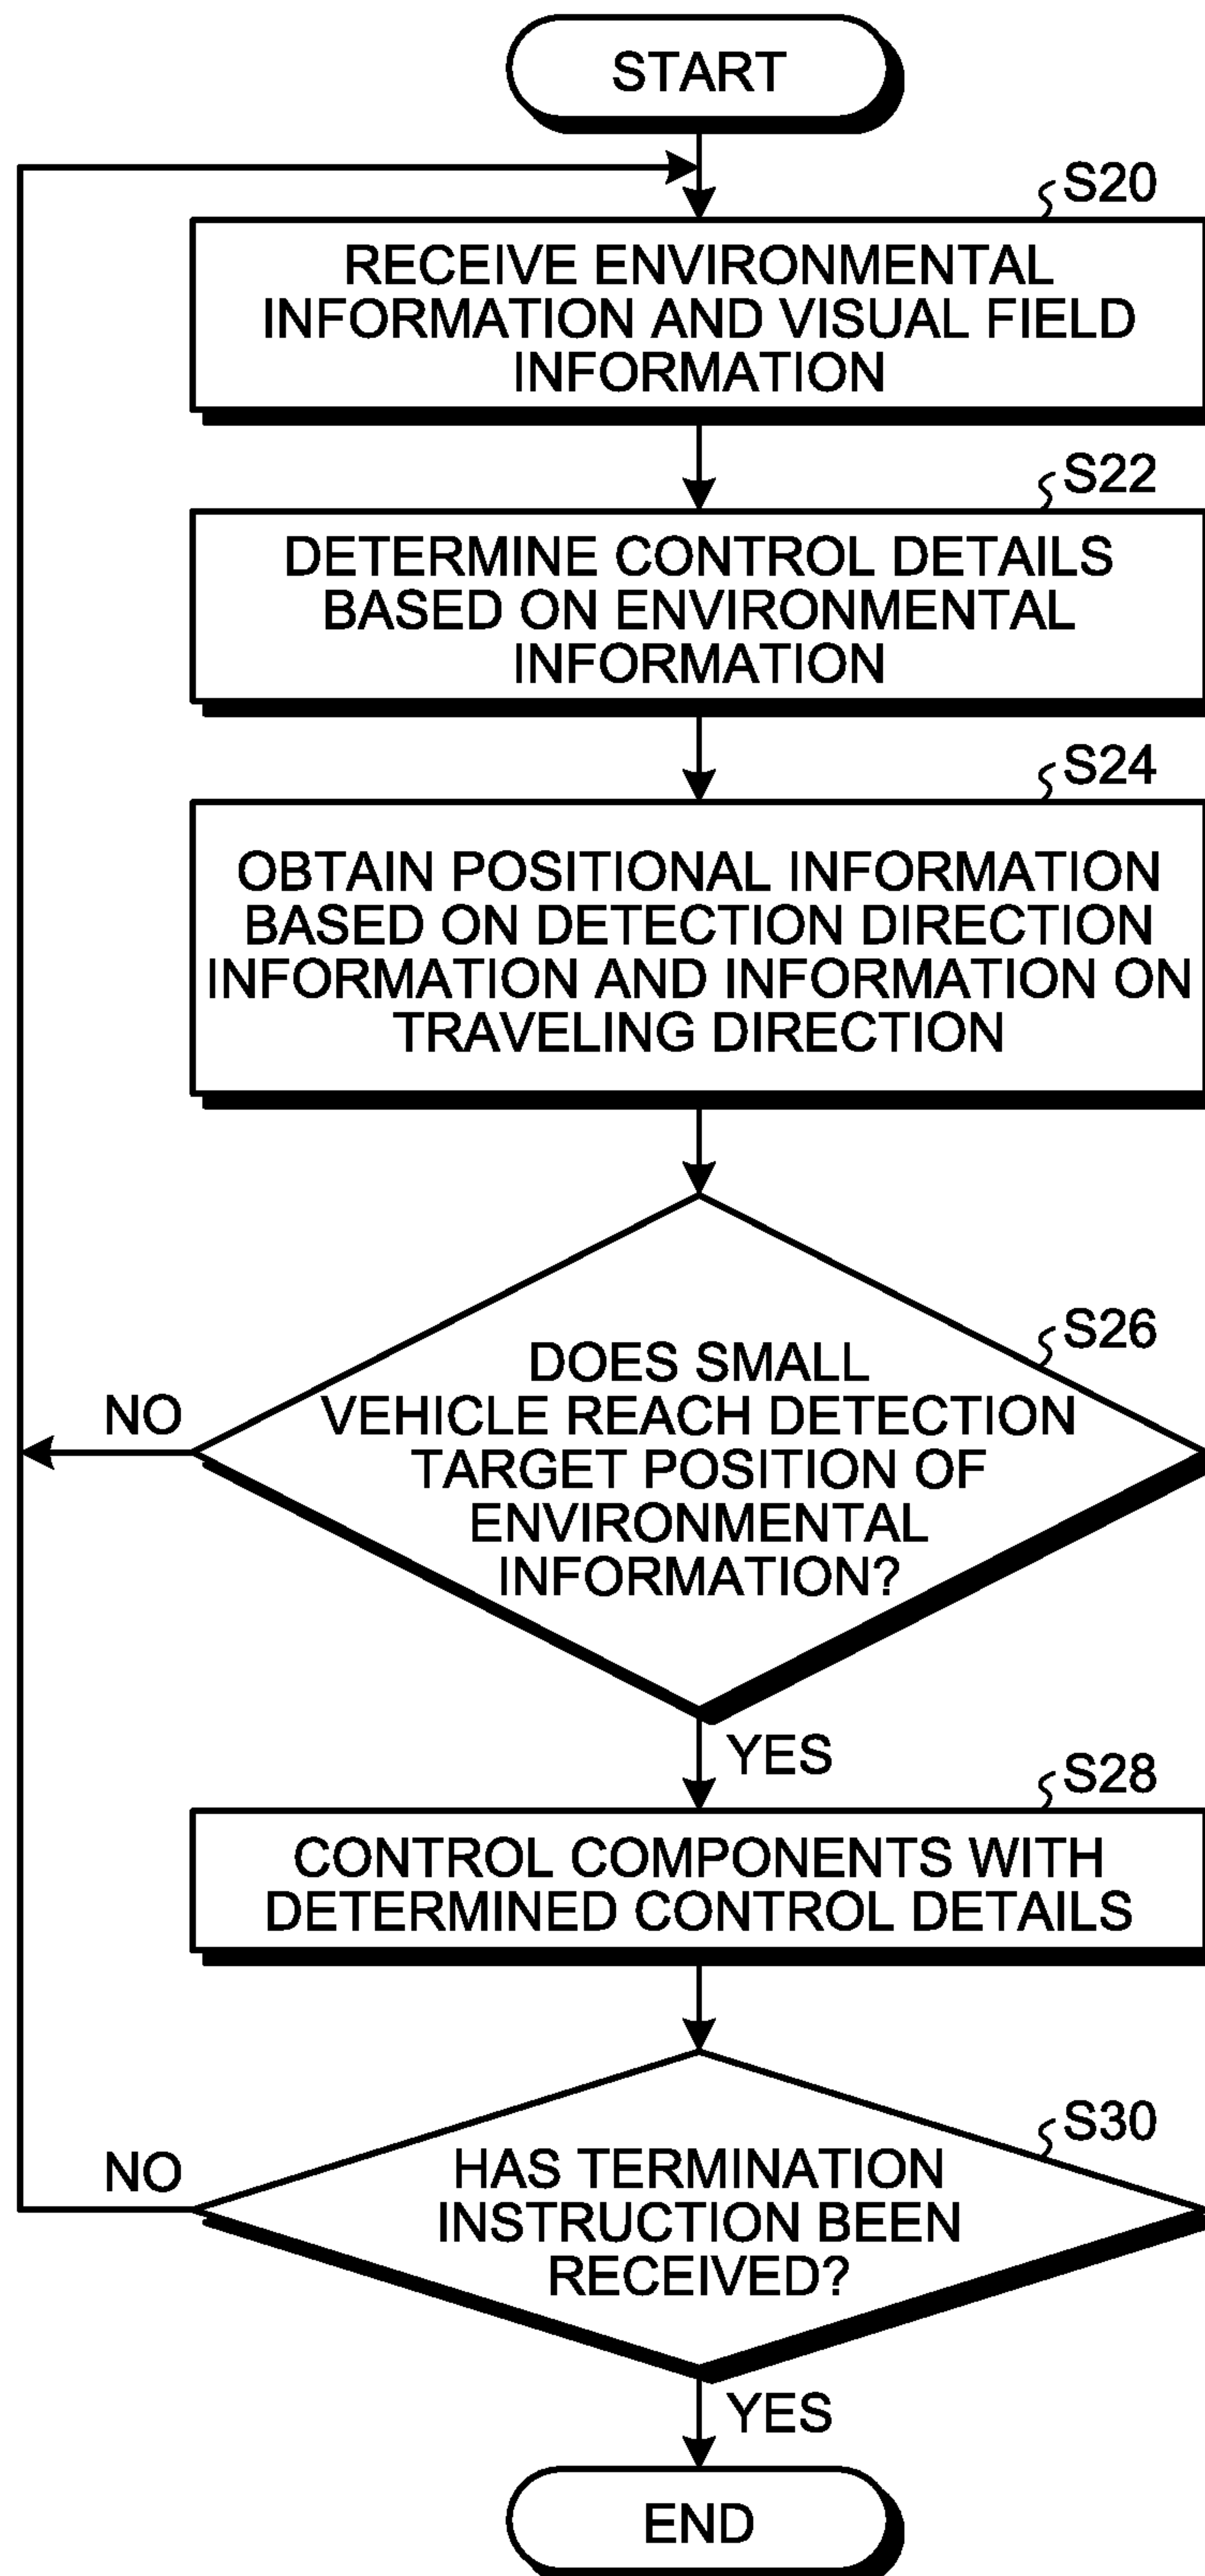 START
S20
RECEIVE ENVIRONMENTAL
INFORMATION AND VISUAL FIELD
INFORMATION
S22
DETERMINE CONTROL DETAILS
BASED ON ENVIRONMENTAL
INFORMATION
S24
OBTAIN POSITIONAL INFORMATION
BASED ON DETECTION DIRECTION
INFORMATION AND INFORMATION ON
TRAVELING DIRECTION
S26
DOES SMALL
VEHICLE REACH DETECTION
TARGET POSITION OF
ENVIRONMENTAL
INFORMATION?
NO
YES
S28
CONTROL COMPONENTS WITH
DETERMINED CONTROL DETAILS
S30
HAS TERMINATION
INSTRUCTION BEEN
RECEIVED?
NO
YES
END